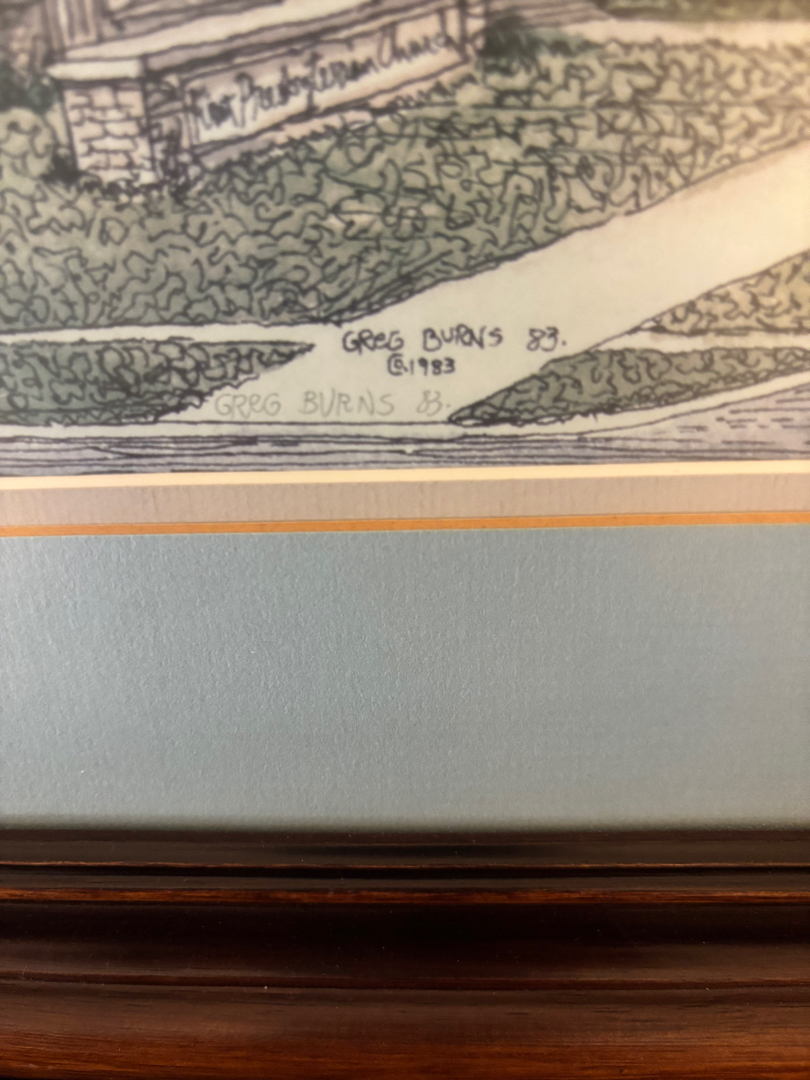 First Presbyterian Church
GREG BURNS 83.
©.1983
GREG BURNS 83.